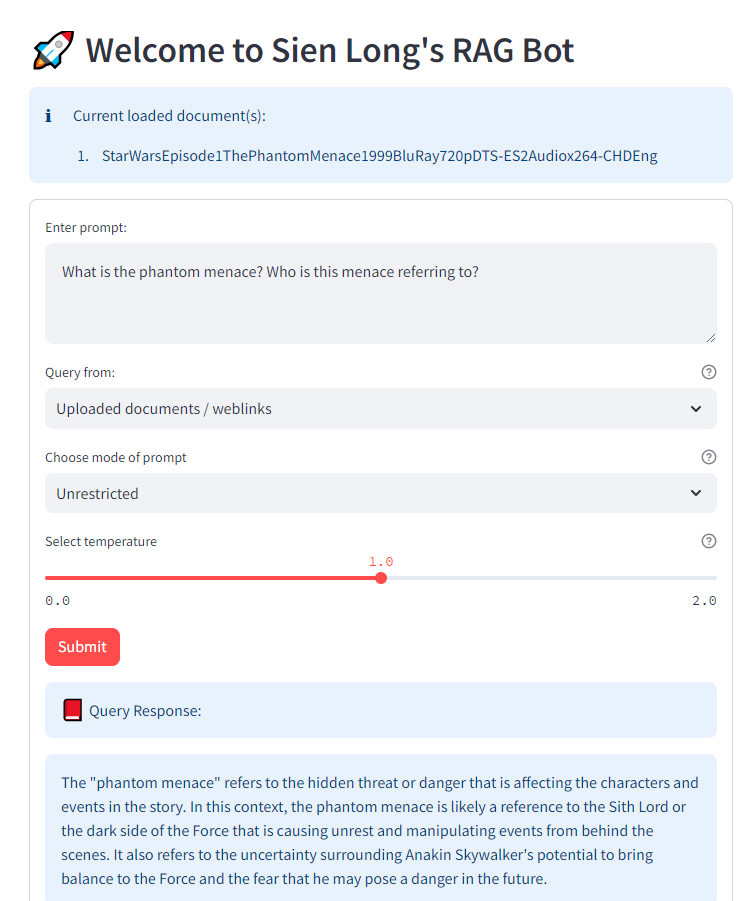 Welcome to Sien Long's RAG Bot
Current loaded document(s):
1. StarWarsEpisode1ThePhantomMenace1999BluRay720pDTS-ES2Audiox264-CHDEng
Enter prompt:
What is the phantom menace? Who is this menace referring to?
Query from:
Uploaded documents / weblinks
Choose mode of prompt
Unrestricted
Select temperature
1.0
0.0 2.0
Submit
Query Response:
The "phantom menace" refers to the hidden threat or danger that is affecting the characters and
events in the story. In this context, the phantom menace is likely a reference to the Sith Lord or
the dark side of the Force that is causing unrest and manipulating events from behind the
scenes. It also refers to the uncertainty surrounding Anakin Skywalker's potential to bring
balance to the Force and the fear that he may pose a danger in the future.